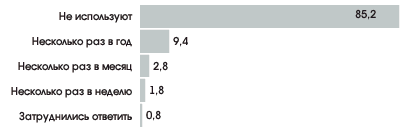 Не используют 85,2
Несколько раз в год 9,4
Несколько раз в месяц 2,8
Несколько раз в неделю 1,8
Затруднились ответить 0,8